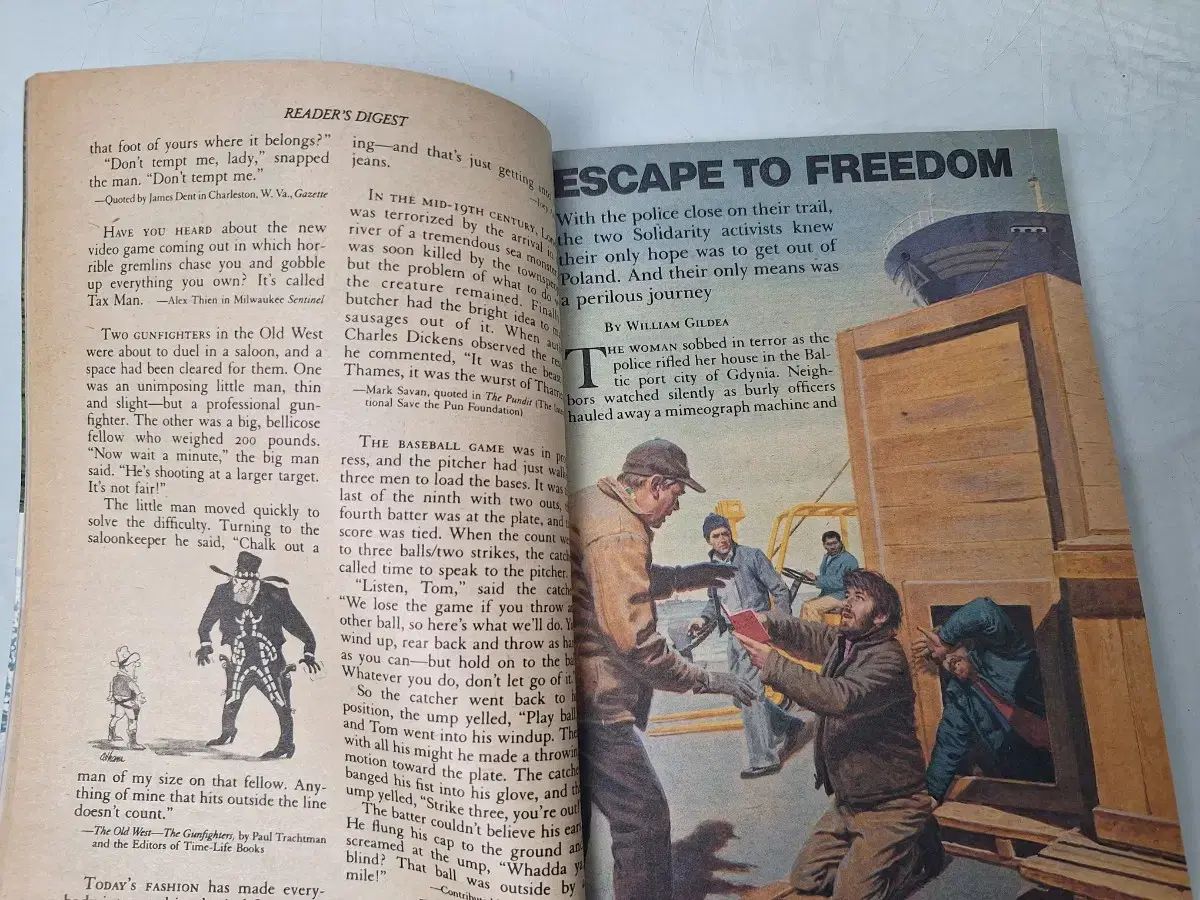 READER'S DIGEST
that foot of yours where it belongs?"
"Don't tempt me, lady," snapped
the man. "Don't tempt me."
—Quoted by James Dent in Charleston, W. Va., Gazette
HAVE YOU HEARD about the new
video game coming out in which hor-
rible gremlins chase you and gobble
up everything you own? It's called
Tax Man. —Alex Thien in Milwaukee Sentinel
TWO GUNFIGHTERS in the Old West
were about to duel in a saloon, and a
space had been cleared for them. One
was an unimposing little man, thin
and slight—but a professional gun-
fighter. The other was a big, bellicose
fellow who weighed 200 pounds.
"Now wait a minute," the big man
said. "He's shooting at a larger target.
It's not fair!"
The little man moved quickly to
solve the difficulty. Turning to the
saloonkeeper he said, "Chalk out a
man of my size on that fellow. Any-
thing of mine that hits outside the line
doesn't count."
—The Old West—The Gunfighters, by Paul Trachtman
and the Editors of Time-Life Books
TODAY'S FASHION has made every-
ing—and that's just getting into
jeans.
IN THE MID-19TH CENTURY,
was terrorized by the arrival
river of a tremendous sea monster
was soon killed by the
but the problem of what to do
the creature remained.
butcher had the bright idea to
sausages out of it. When
Charles Dickens observed the
he commented, "It was the
Thames, it was the wurst of
—Mark Savan, quoted in The Pundit (The
tional Save the Pun Foundation)
THE BASEBALL GAME was in
ress, and the pitcher had just
three men to load the bases. It was
last of the ninth with two outs,
fourth batter was at the plate, and
score was tied. When the count
to three balls/two strikes, the
called time to speak to the pitcher.
"Listen, Tom," said the
"We lose the game if you throw
other ball, so here's what we'll do.
wind up, rear back and throw as
as you can—but hold on to the
Whatever you do, don't let go of it.
So the catcher went back to
position, the ump yelled, "Play
and Tom went into his windup.
with all his might he made a
motion toward the plate. The
banged his fist into his glove, and
ump yelled, "Strike three, you're out
The batter couldn't believe his
He flung his cap to the ground
screamed at the ump, "Whadda
blind? That ball was outside by
mile!"
ESCAPE TO FREEDOM
With the police close on their trail,
the two Solidarity activists knew
their only hope was to get out of
Poland. And their only means was
a perilous journey
BY WILLIAM GILDEA
THE WOMAN sobbed in terror as the
police rifled her house in the Bal-
tic port city of Gdynia. Neigh-
bors watched silently as burly officers
hauled away a mimeograph machine and